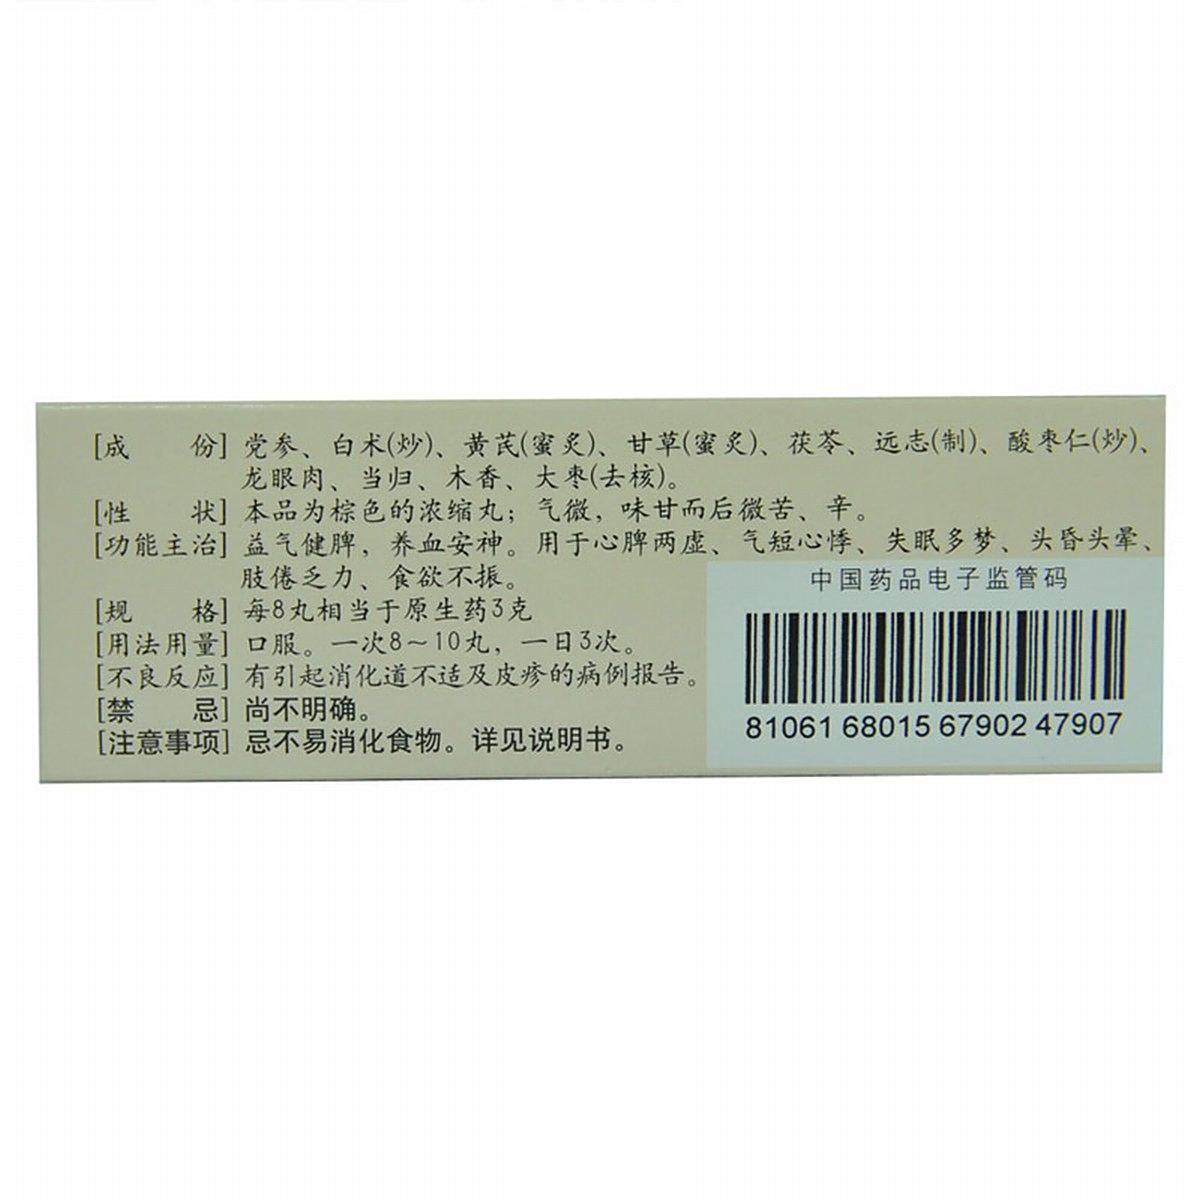 [成份] 党参、白术(炒)、黄芪(蜜炙)、甘草(蜜炙)、茯苓、远志(制)、酸枣仁(炒)、
龙眼肉、当归、木香、大枣(去核)。
[性状] 本品为棕色的浓缩丸；气微，味甘而后微苦、辛。
[功能主治] 益气健脾，养血安神。用于心脾两虚、气短心悸、失眠多梦、头昏头晕、
肢倦乏力、食欲不振。
[规格] 每8丸相当于原生药3克
[用法用量] 口服。一次8～10丸，一日3次。
[不良反应] 有引起消化道不适及皮疹的病例报告。
[禁忌] 尚不明确。
[注意事项] 忌不易消化食物。详见说明书。
中国药品电子监管码
81061 68015 67902 47907